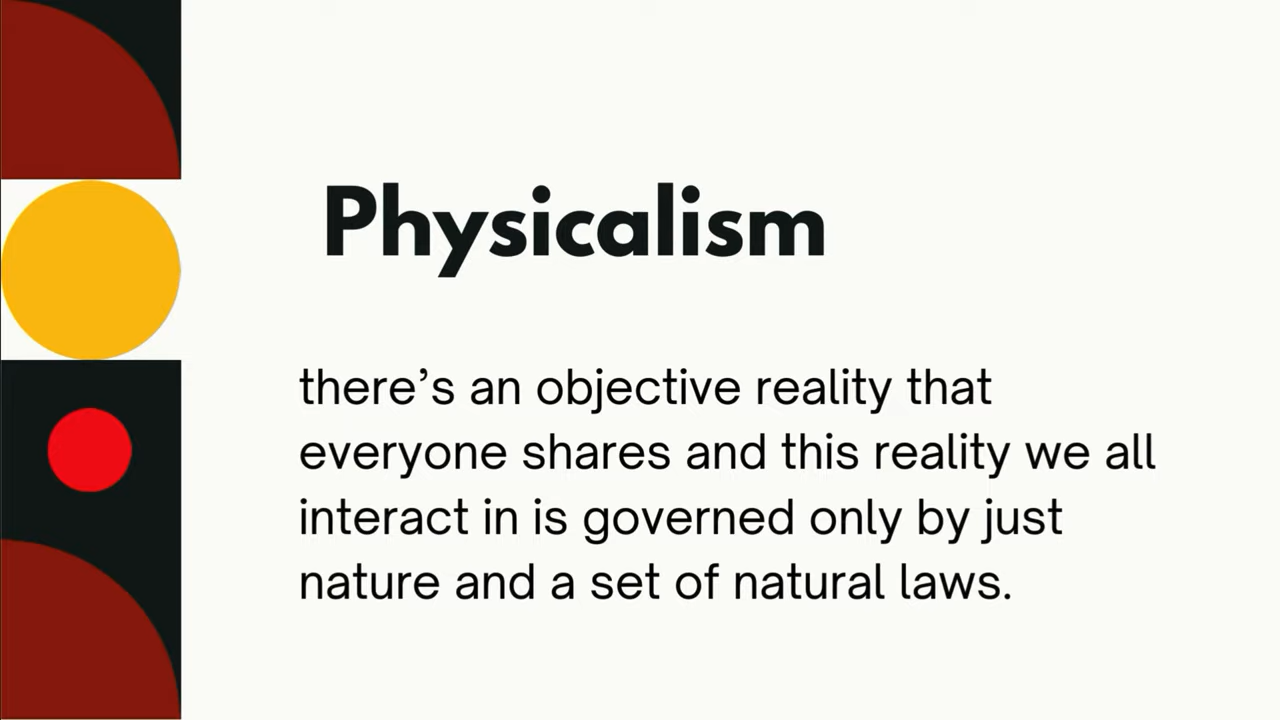 Physicalism
there’s an objective reality that
everyone shares and this reality we all
interact in is governed only by just
nature and a set of natural laws.